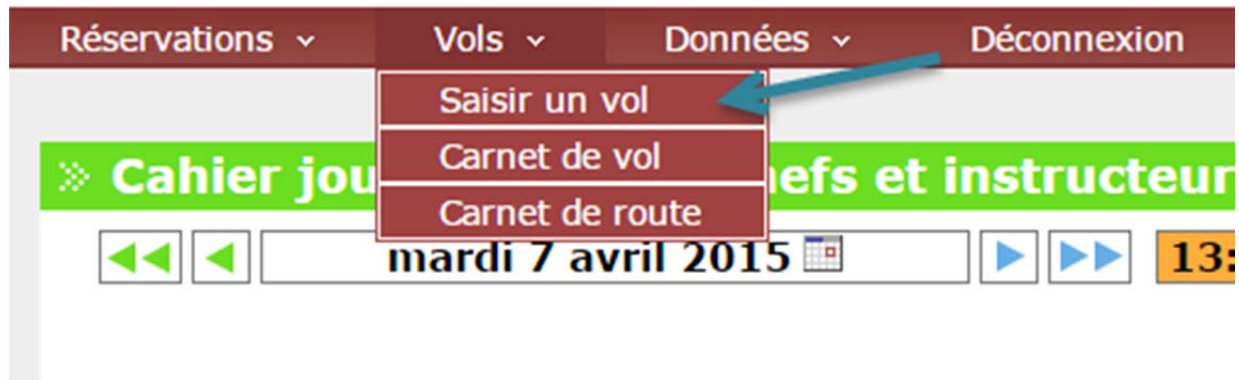 Réservations Vols Données Déconnexion
Saisir un vol
Carnet de vol
Carnet de route
» Cahier jou
et instructeur
mardi 7 avril 2015
13: